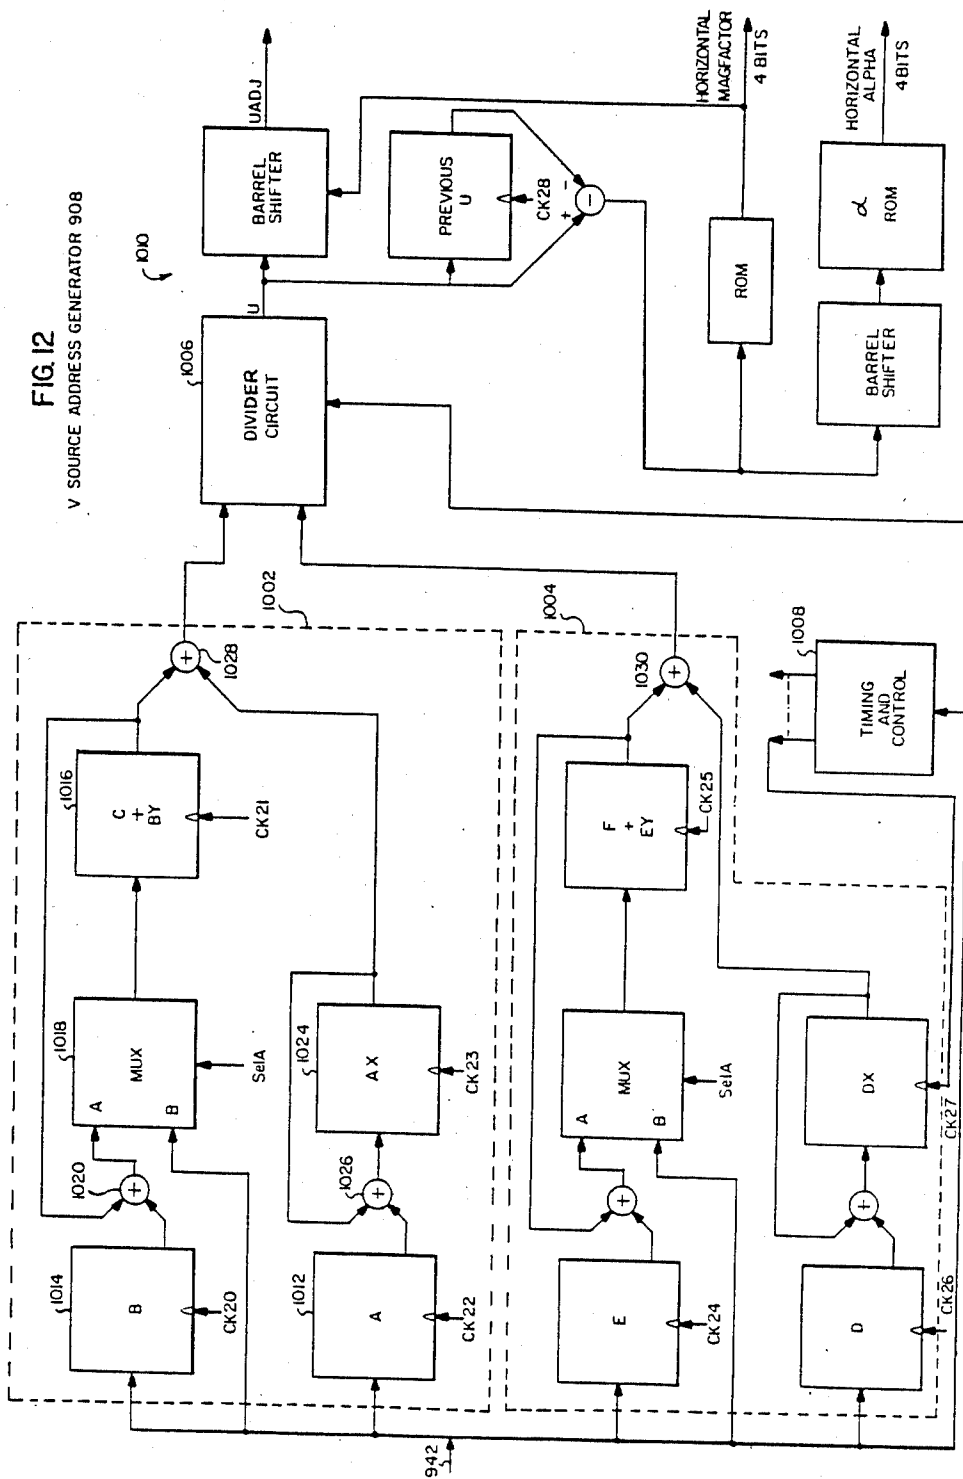 FIG. 12
V SOURCE ADDRESS GENERATOR 908
1010
1006
DIVIDER
CIRCUIT
U
BARREL
SHIFTER
UADJ
PREVIOUS
U
CK28
+
-
-
ROM
HORIZONTAL
MAGFACTOR
4 BITS
BARREL
SHIFTER
α
ROM
HORIZONTAL
ALPHA
4 BITS
1002
1014
B
CK20
1020
+
1018
A
B
MUX
SelA
1016
C
+
BY
CK21
1028
+
1012
A
CK22
1026
+
1024
AX
CK23
1004
E
CK24
+
A
B
MUX
SelA
F
+
EY
CK25
1030
+
D
CK26
+
DX
CK27
1008
TIMING
AND
CONTROL
942